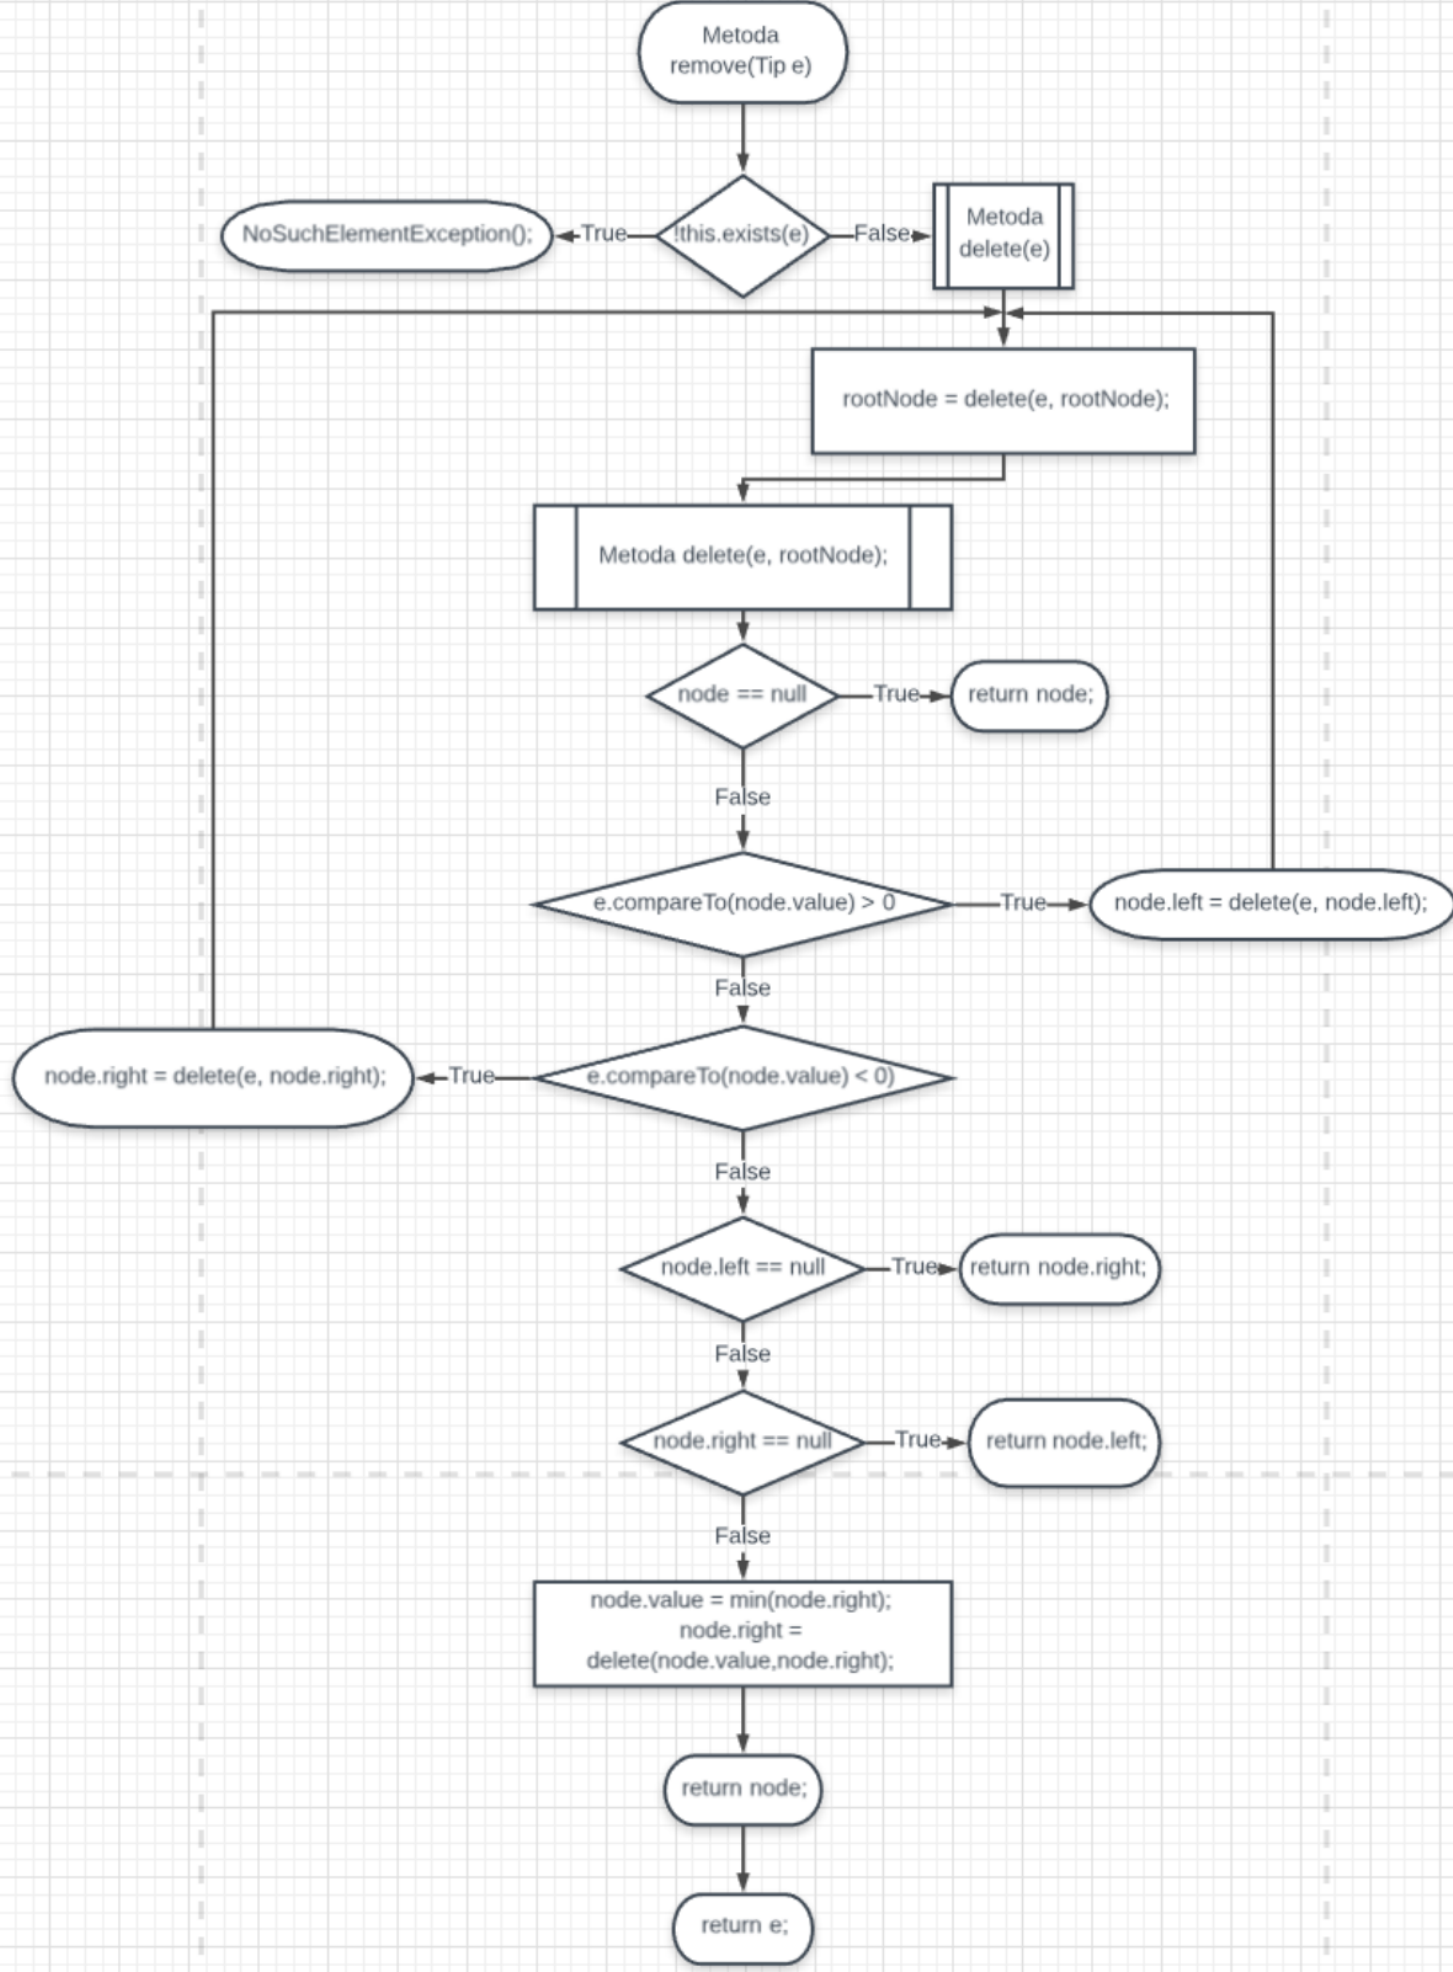 Metoda
remove(Tip e)
NoSuchElementException();
True
!this.exists(e)
False
Metoda
delete(e)
rootNode = delete(e, rootNode);
Metoda delete(e, rootNode);
node == null
True
return node;
False
e.compareTo(node.value) > 0
True
node.left = delete(e, node.left);
False
node.right = delete(e, node.right);
True
e.compareTo(node.value) < 0)
False
node.left == null
True
return node.right;
False
node.right == null
True
return node.left;
False
node.value = min(node.right);
node.right =
delete(node.value,node.right);
return node;
return e;